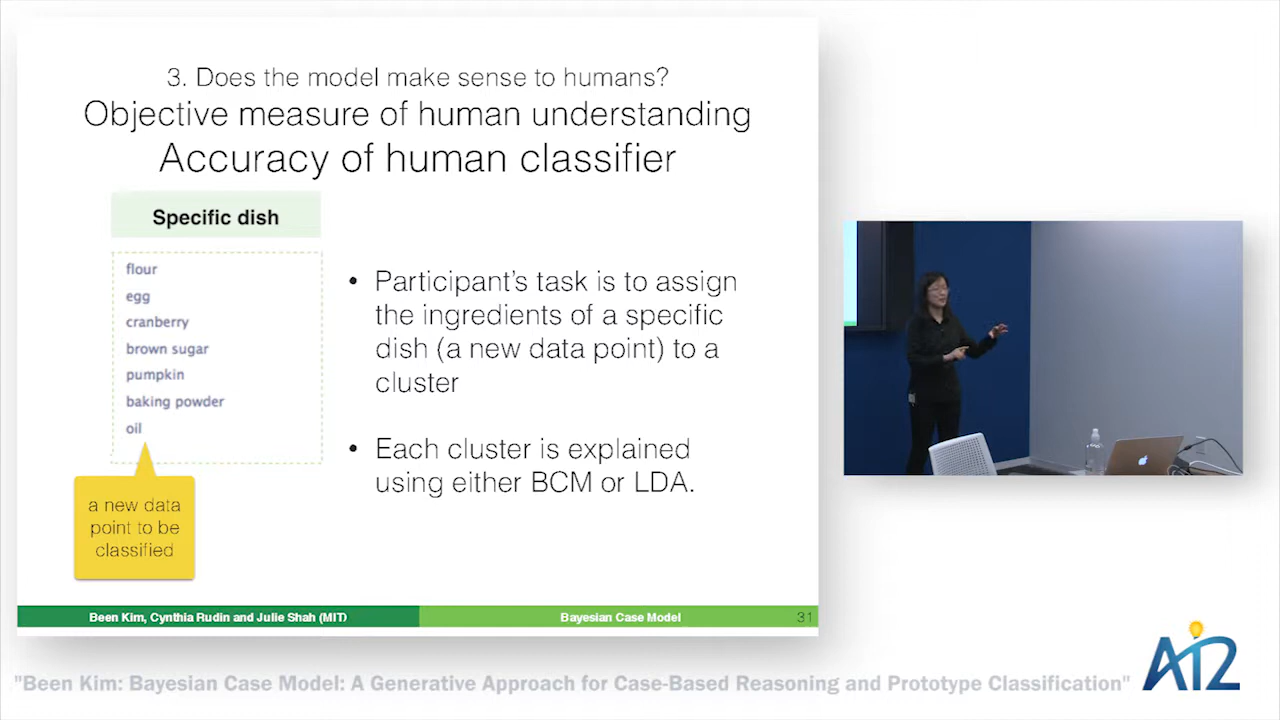 3. Does the model make sense to humans?
Objective measure of human understanding
Accuracy of human classifier
Specific dish
flour
egg
cranberry
brown sugar
pumpkin
baking powder
oil
a new data
point to be
classified
• Participant's task is to assign
the ingredients of a specific
dish (a new data point) to a
cluster
• Each cluster is explained
using either BCM or LDA.
Been Kim, Cynthia Rudin and Julie Shah (MIT)
Bayesian Case Model
31
"Been Kim: Bayesian Case Model: A Generative Approach for Case-Based Reasoning and Prototype Classification"
AI2